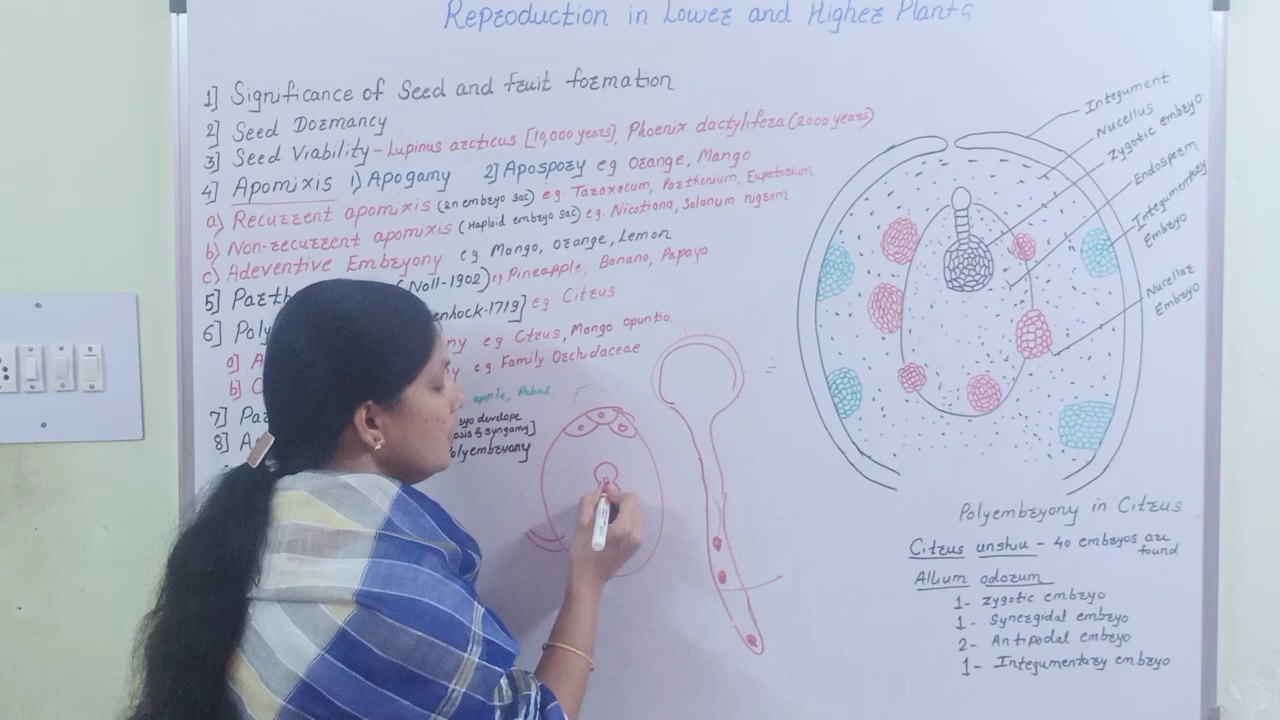 Reproduction in Lower and Higher Plants
1] Significance of Seed and Fruit formation
2] Seed Dormancy
3] Seed Viability - Lupinus arcticus [10,000 years], Phoenix dactylifera (2000 years)
4] Apomixis 1) Apogamy 2] Apospory eg Orange, Mango
a) Recurrent apomixis (2n embryo sac) e.g. Taraxacum, Parthenium, Eupatorium
b) Non-recurrent apomixis (Haploid embryo sac) eg. Nicotiana, Solanum nigrum
c) Adeventive Embryony eg Mango, Orange, Lemon
5] Parth (Noll-1902) eg Pineapple, Banana, Papaya
6] Poly enhock-1719] eg Citrus
a) A ny eg Citrus, Mango opuntia.
b) C y e.g. Family Orchidaceae
7] Pa apple, Rubus.
8] A ryo develope
osis & Syngamy]
olyembryony
=
Integument
Nucellus
Zygotic embryo
Endosperm
Integumentary
Embryo
Nucellar
Embryo
Polyembryony in Citrus
Citrus unshiu - 40 embryos are
found
Allium odorum
1- Zygotic embryo
1- Synergidal embryo
2- Antipodal embryo
1- Integumentary embryo